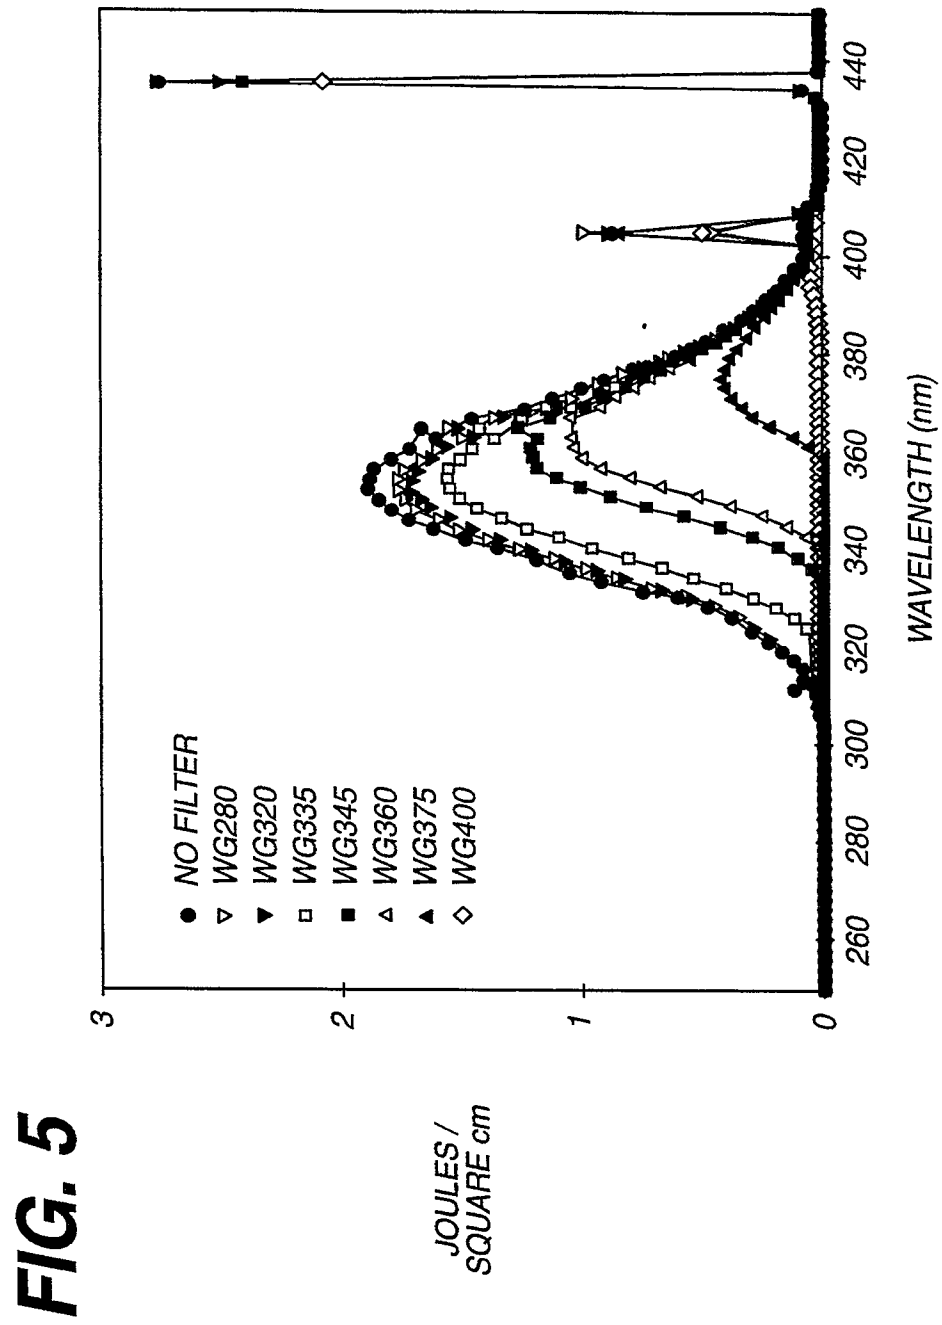 FIG. 5
JOULES /
SQUARE cm
3
2
1
0
NO FILTER
WG280
WG320
WG335
WG345
WG360
WG375
WG400
260
280
300
320
340
360
380
400
420
440
WAVELENGTH (nm)